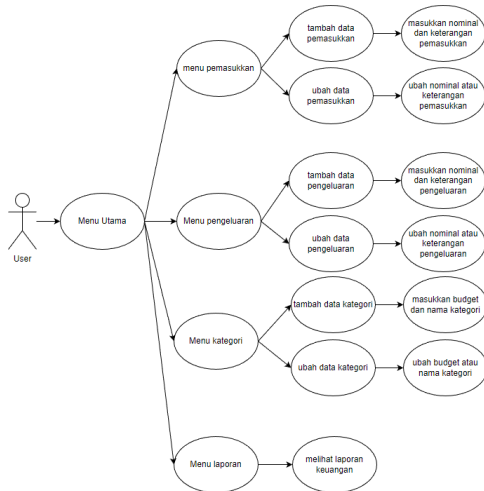 tambah data
pemasukkan
masukkan nominal
dan keterangan
pemasukkan
menu pemasukkan
ubah data
pemasukkan
ubah nominal atau
keterangan
pemasukkan
tambah data
pengeluaran
masukkan nominal
dan keterangan
pengeluaran
User
Menu Utama
Menu pengeluaran
ubah data
pengeluaran
ubah nominal atau
keterangan
pengeluaran
tambah data kategori
masukkan budget
dan nama kategori
Menu kategori
ubah data kategori
ubah budget atau
nama kategori
Menu laporan
melihat laporan
keuangan